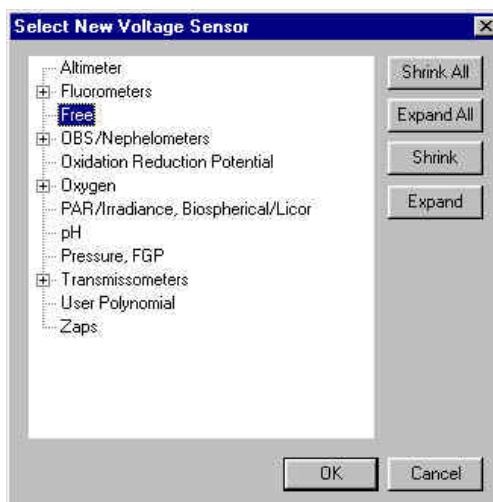 Select New Voltage Sensor
Altimeter
Fluorometers
Free
OBS/Nephelometers
Oxidation Reduction Potential
Oxygen
PAR/Irradiance, Biospherical/Licor
pH
Pressure, FGP
Transmissometers
User Polynomial
Zaps
Shrink All
Expand All
Shrink
Expand
OK
Cancel